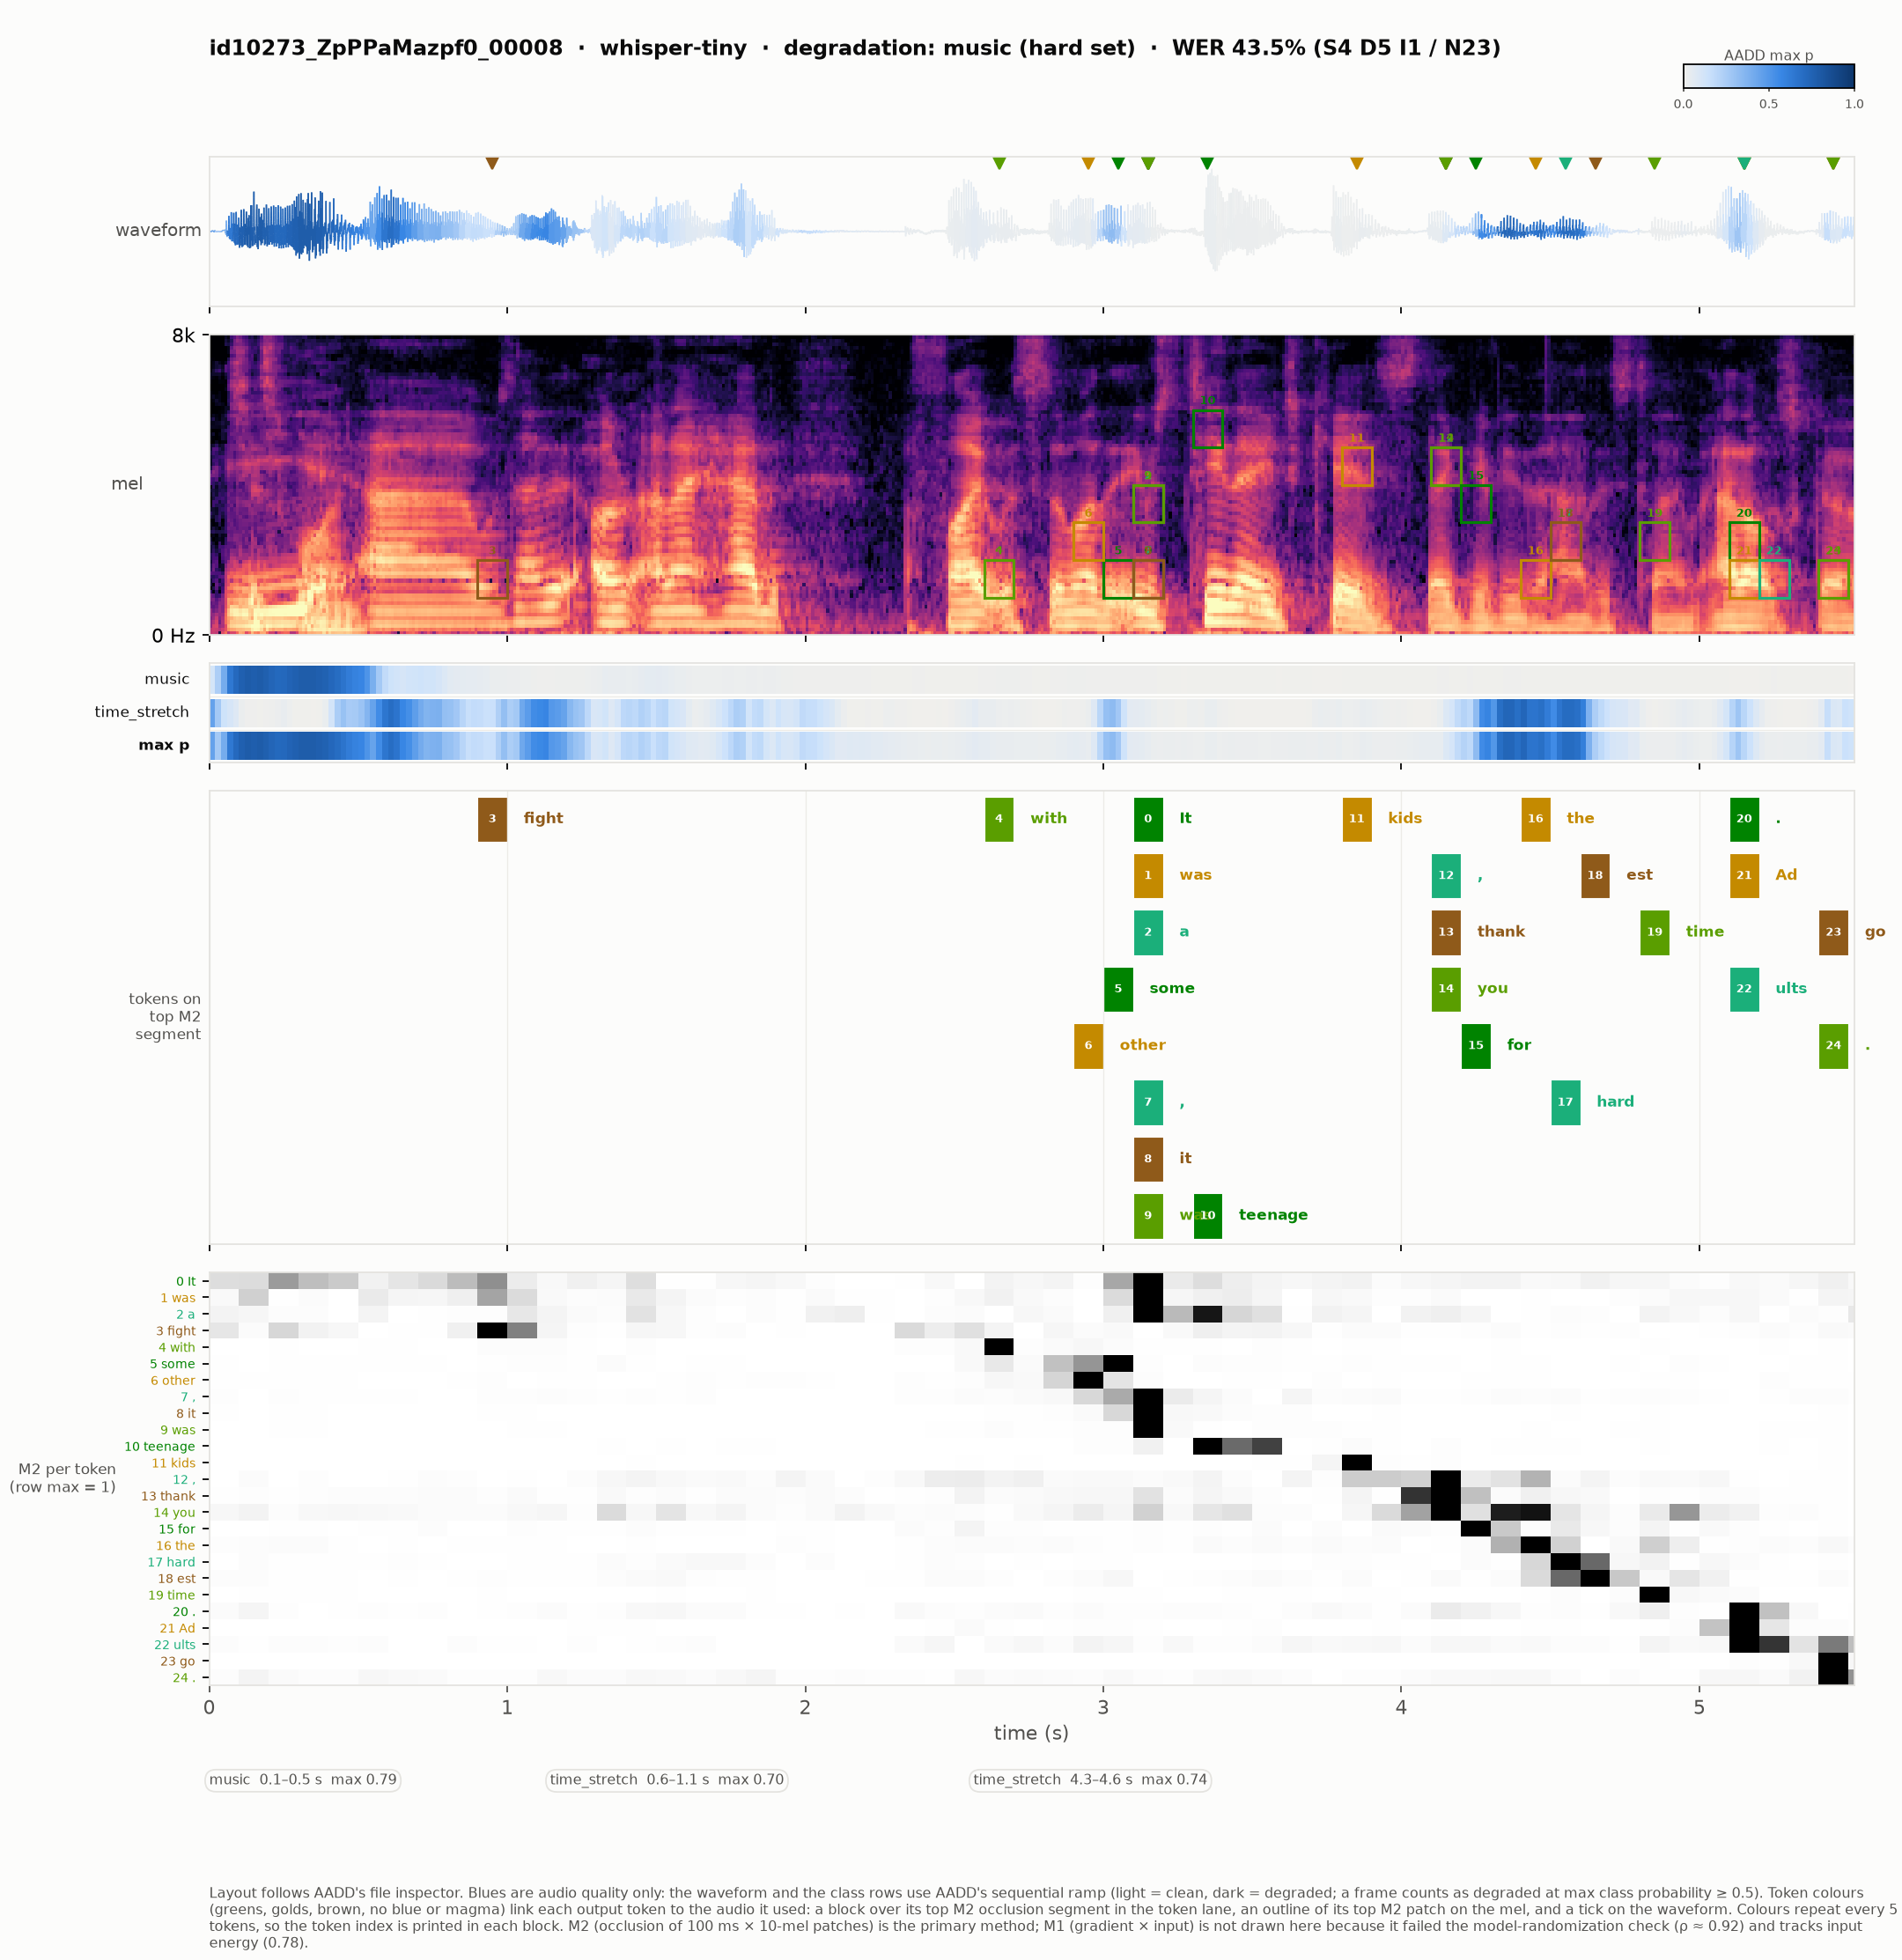 id10273_ZpPPaMazpf0_00008 · whisper-tiny · degradation: music (hard set) · WER 43.5% (S4 D5 I1 / N23)
AADD max p
0.0 0.5 1.0
waveform
8k
mel
0 Hz
11 14
16 20 22
music
time_stretch
max p
3 fight 4 with 0 It 11 kids 16 the 20 .
1 was 12 , 18 est 21 Ad
2 a 13 thank 19 time 23 go
5 some 14 you 22 ults
6 other 15 for 24 .
7 , 17 hard
8 it
9 was 10 teenage
tokens on
top M2
segment
0 It
1 was
2 a
3 fight
4 with
5 some
6 other
7 ,
8 it
9 was
10 teenage
11 kids
12 ,
13 thank
14 you
15 for
16 the
17 hard
18 est
19 time
20 .
21 Ad
22 ults
23 go
24 .
M2 per token
(row max = 1)
0 1 2 3 4 5
time (s)
music 0.1–0.5 s max 0.79
time_stretch 0.6–1.1 s max 0.70
time_stretch 4.3–4.6 s max 0.74
Layout follows AADD's file inspector. Blues are audio quality only: the waveform and the class rows use AADD's sequential ramp (light = clean, dark = degraded; a frame counts as degraded at max class probability ≥ 0.5). Token colours
(greens, golds, brown, no blue or magma) link each output token to the audio it used: a block over its top M2 occlusion segment in the token lane, an outline of its top M2 patch on the mel, and a tick on the waveform. Colours repeat every 5
tokens, so the token index is printed in each block. M2 (occlusion of 100 ms × 10-mel patches) is the primary method; M1 (gradient × input) is not drawn here because it failed the model-randomization check (ρ ≈ 0.92) and tracks input
energy (0.78).